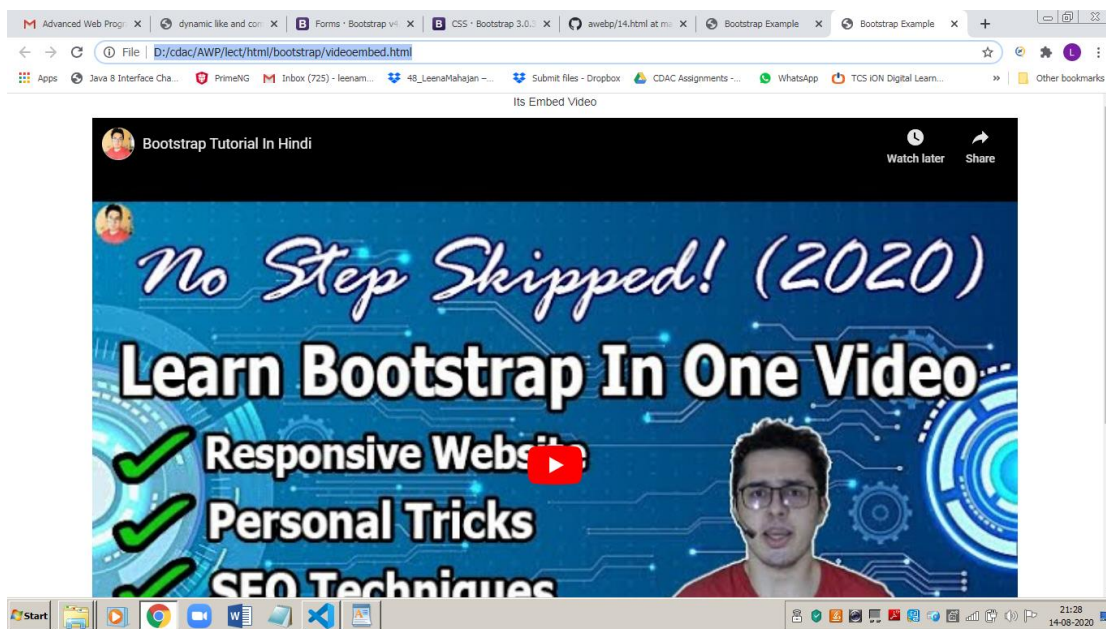 Advanced Web Progr
dynamic like and com
Forms · Bootstrap v4.
CSS · Bootstrap 3.0.3
awebp/14.html at ma
Bootstrap Example
Bootstrap Example
File | D:/cdac/AWP/lect/html/bootstrap/videoembed.html
Apps
Java 8 Interface Cha...
PrimeNG
Inbox (725) - leenam...
48_LeenaMahajan –...
Submit files - Dropbox
CDAC Assignments -...
WhatsApp
TCS iON Digital Learn...
»
Other bookmarks
Its Embed Video
Bootstrap Tutorial In Hindi
Watch later
Share
No Step Skipped! (2020)
Learn Bootstrap In One Video
Responsive Website
Personal Tricks
SEO Techniques
Start
21:28
14-08-2020